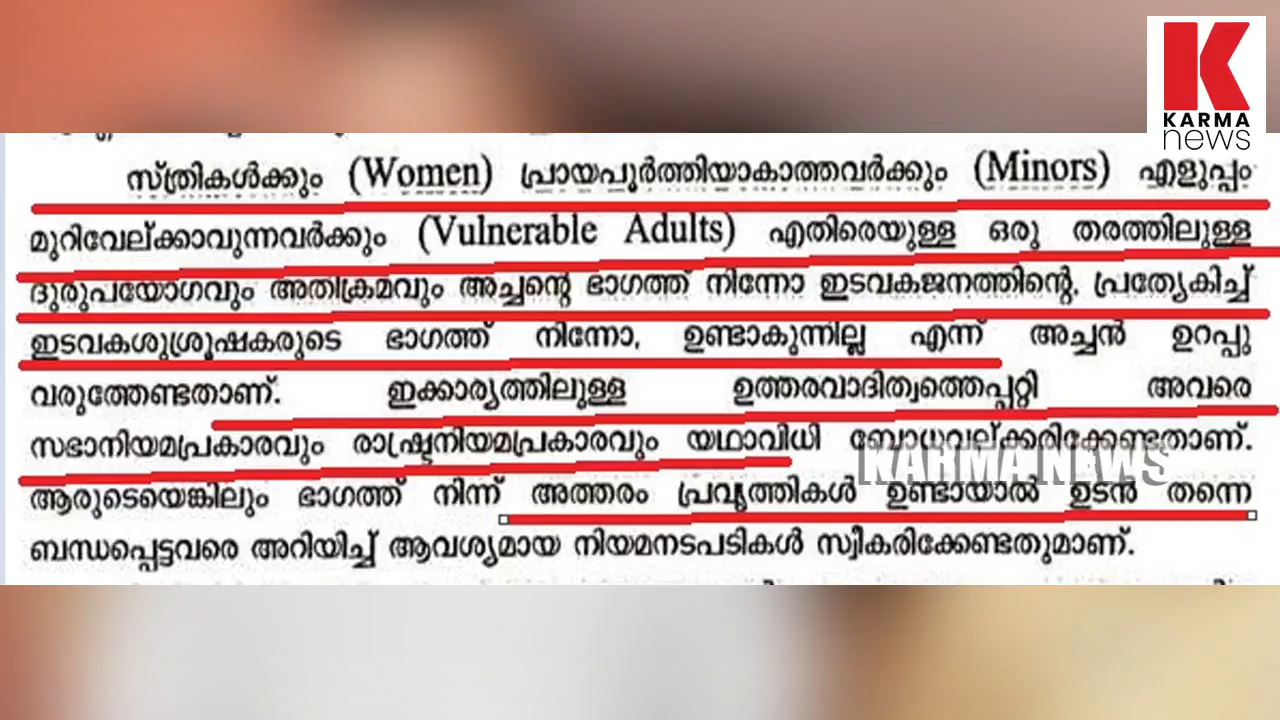 KARMA
news
സ്ത്രികൾക്കും (Women) പ്രായപൂർത്തിയാകാത്തവർക്കും (Minors) എളുപ്പം
മുറിവേല്ക്കാവുന്നവർക്കും (Vulnerable Adults) എതിരെയുള്ള ഒരു തരത്തിലുള്ള
ദുരുപയോഗവും അതിക്രമവും അച്ചന്റെ ഭാഗത്ത് നിന്നോ ഇടവകജനത്തിന്റെ, പ്രത്യേകിച്ച്
ഇടവകശുശ്രൂഷകരുടെ ഭാഗത്ത് നിന്നോ, ഉണ്ടാകുന്നില്ല എന്ന് അച്ചൻ ഉറപ്പു
വരുത്തേണ്ടതാണ്. ഇക്കാര്യത്തിലുള്ള ഉത്തരവാദിത്വത്തെപ്പറ്റി അവരെ
സഭാനിയമപ്രകാരവും രാഷ്ട്രനിയമപ്രകാരവും യഥാവിധി ബോധവല്ക്കരിക്കേണ്ടതാണ്.
KARMA NEWS
ആരുടെയെങ്കിലും ഭാഗത്ത് നിന്ന് അത്തരം പ്രവൃത്തികൾ ഉണ്ടായാൽ ഉടൻ തന്നെ
ബന്ധപ്പെട്ടവരെ അറിയിച്ച് ആവശ്യമായ നിയമനടപടികൾ സ്വീകരിക്കേണ്ടതുമാണ്.